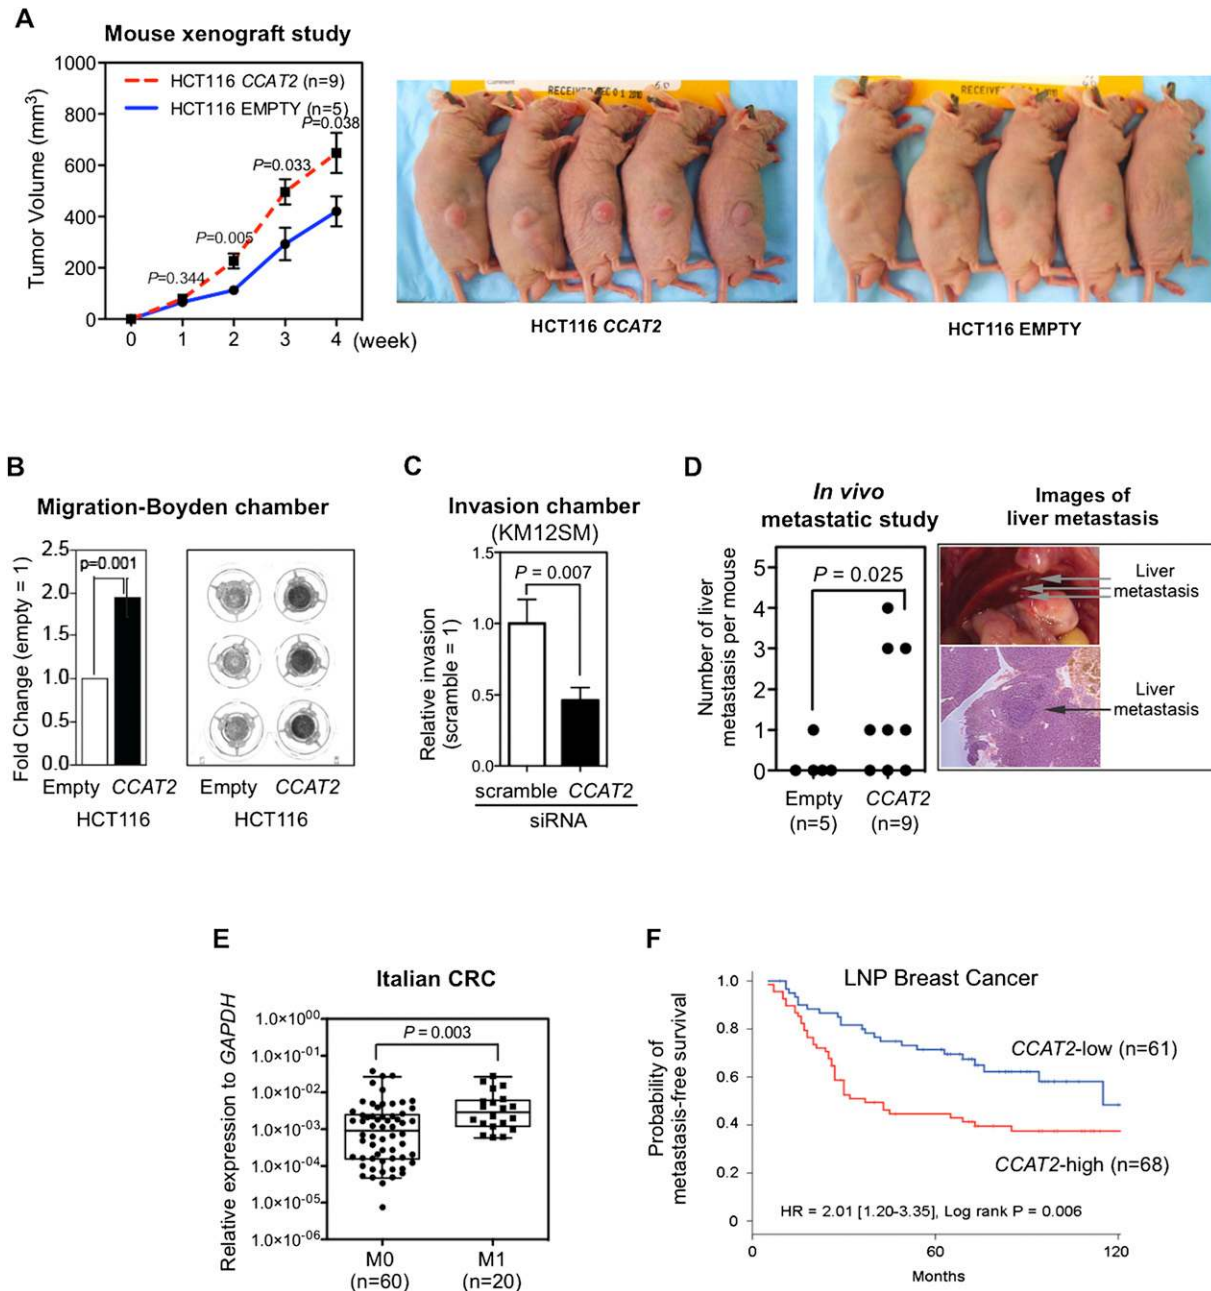 A
Mouse xenograft study
1000
800
600
400
200
0
Tumor Volume (mm³)
HCT116 CCAT2 (n=9)
HCT116 EMPTY (n=5)
P=0.038
P=0.033
P=0.005
P=0.344
0 1 2 3 4 (week)
Comment
RECEIVED DEC 0 1 2010
HCT116 CCAT2
RECEIVED
HCT116 EMPTY
B
Migration-Boyden chamber
Fold Change (empty = 1)
2.5
2.0
1.5
1.0
0.5
0.0
p=0.001
Empty CCAT2
HCT116
Empty CCAT2
HCT116
C
Invasion chamber
(KM12SM)
Relative invasion
(scramble = 1)
1.5
1.0
0.5
0.0
P = 0.007
scramble CCAT2
siRNA
D
In vivo
metastatic study
Number of liver
metastasis per mouse
5
4
3
2
1
0
P = 0.025
Empty
(n=5)
CCAT2
(n=9)
Images of
liver metastasis
Liver
metastasis
Liver
metastasis
E
Italian CRC
Relative expression to GAPDH
1.0×10⁰⁰
1.0×10⁻⁰¹
1.0×10⁻⁰²
1.0×10⁻⁰³
1.0×10⁻⁰⁴
1.0×10⁻⁰⁵
1.0×10⁻⁰⁶
P = 0.003
M0
(n=60)
M1
(n=20)
F
LNP Breast Cancer
Probability of
metastasis-free survival
1.0
0.8
0.6
0.4
0.2
0
CCAT2-low (n=61)
CCAT2-high (n=68)
HR = 2.01 [1.20-3.35], Log rank P = 0.006
0 60 120
Months